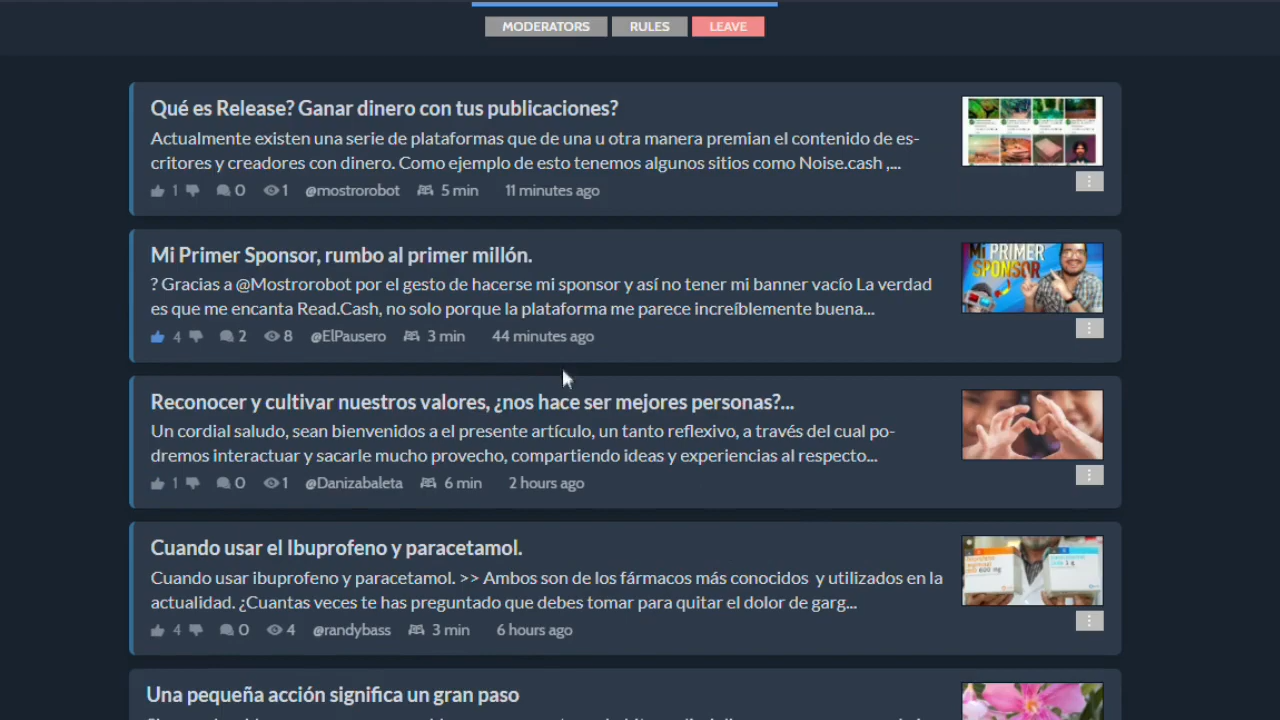 MODERATORS RULES LEAVE
Qué es Release? Ganar dinero con tus publicaciones?
Actualmente existen una serie de plataformas que de una u otra manera premian el contenido de es-
critores y creadores con dinero. Como ejemplo de esto tenemos algunos sitios como Noise.cash ,...
1 0 1 @mostrorobot 5 min 11 minutes ago
Mi Primer Sponsor, rumbo al primer millón.
? Gracias a @Mostrorobot por el gesto de hacerse mi sponsor y así no tener mi banner vacío La verdad
es que me encanta Read.Cash, no solo porque la plataforma me parece increíblemente buena...
4 2 8 @ElPausero 3 min 44 minutes ago
Mi PRIMER
SPONSOR
Reconocer y cultivar nuestros valores, ¿nos hace ser mejores personas?...
Un cordial saludo, sean bienvenidos a el presente artículo, un tanto reflexivo, a través del cual po-
dremos interactuar y sacarle mucho provecho, compartiendo ideas y experiencias al respecto...
1 0 1 @Danizabaleta 6 min 2 hours ago
Cuando usar el Ibuprofeno y paracetamol.
Cuando usar ibuprofeno y paracetamol. >> Ambos son de los fármacos más conocidos y utilizados en la
actualidad. ¿Cuantas veces te has preguntado que debes tomar para quitar el dolor de garg...
4 0 4 @randybass 3 min 6 hours ago
600 mg
1 g
Una pequeña acción significa un gran paso